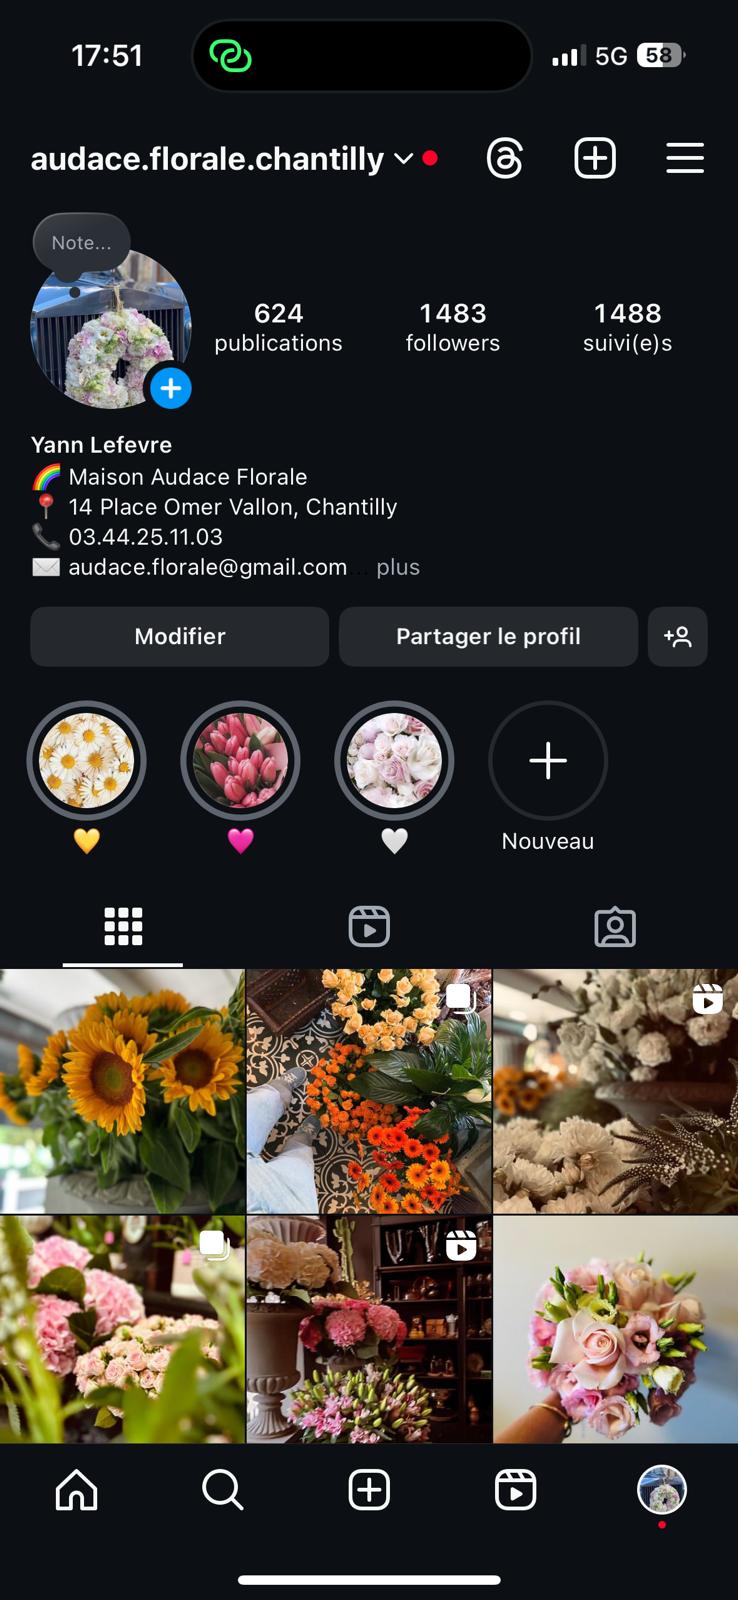 17:51
5G
58
audace.florale.chantilly
Note...
624
publications
1483
followers
1488
suivi(e)s
Yann Lefevre
🌈 Maison Audace Florale
📍 14 Place Omer Vallon, Chantilly
📞 03.44.25.11.03
✉️ audace.florale@gmail.com... plus
Modifier
Partager le profil
💛
🩷
🤍
Nouveau